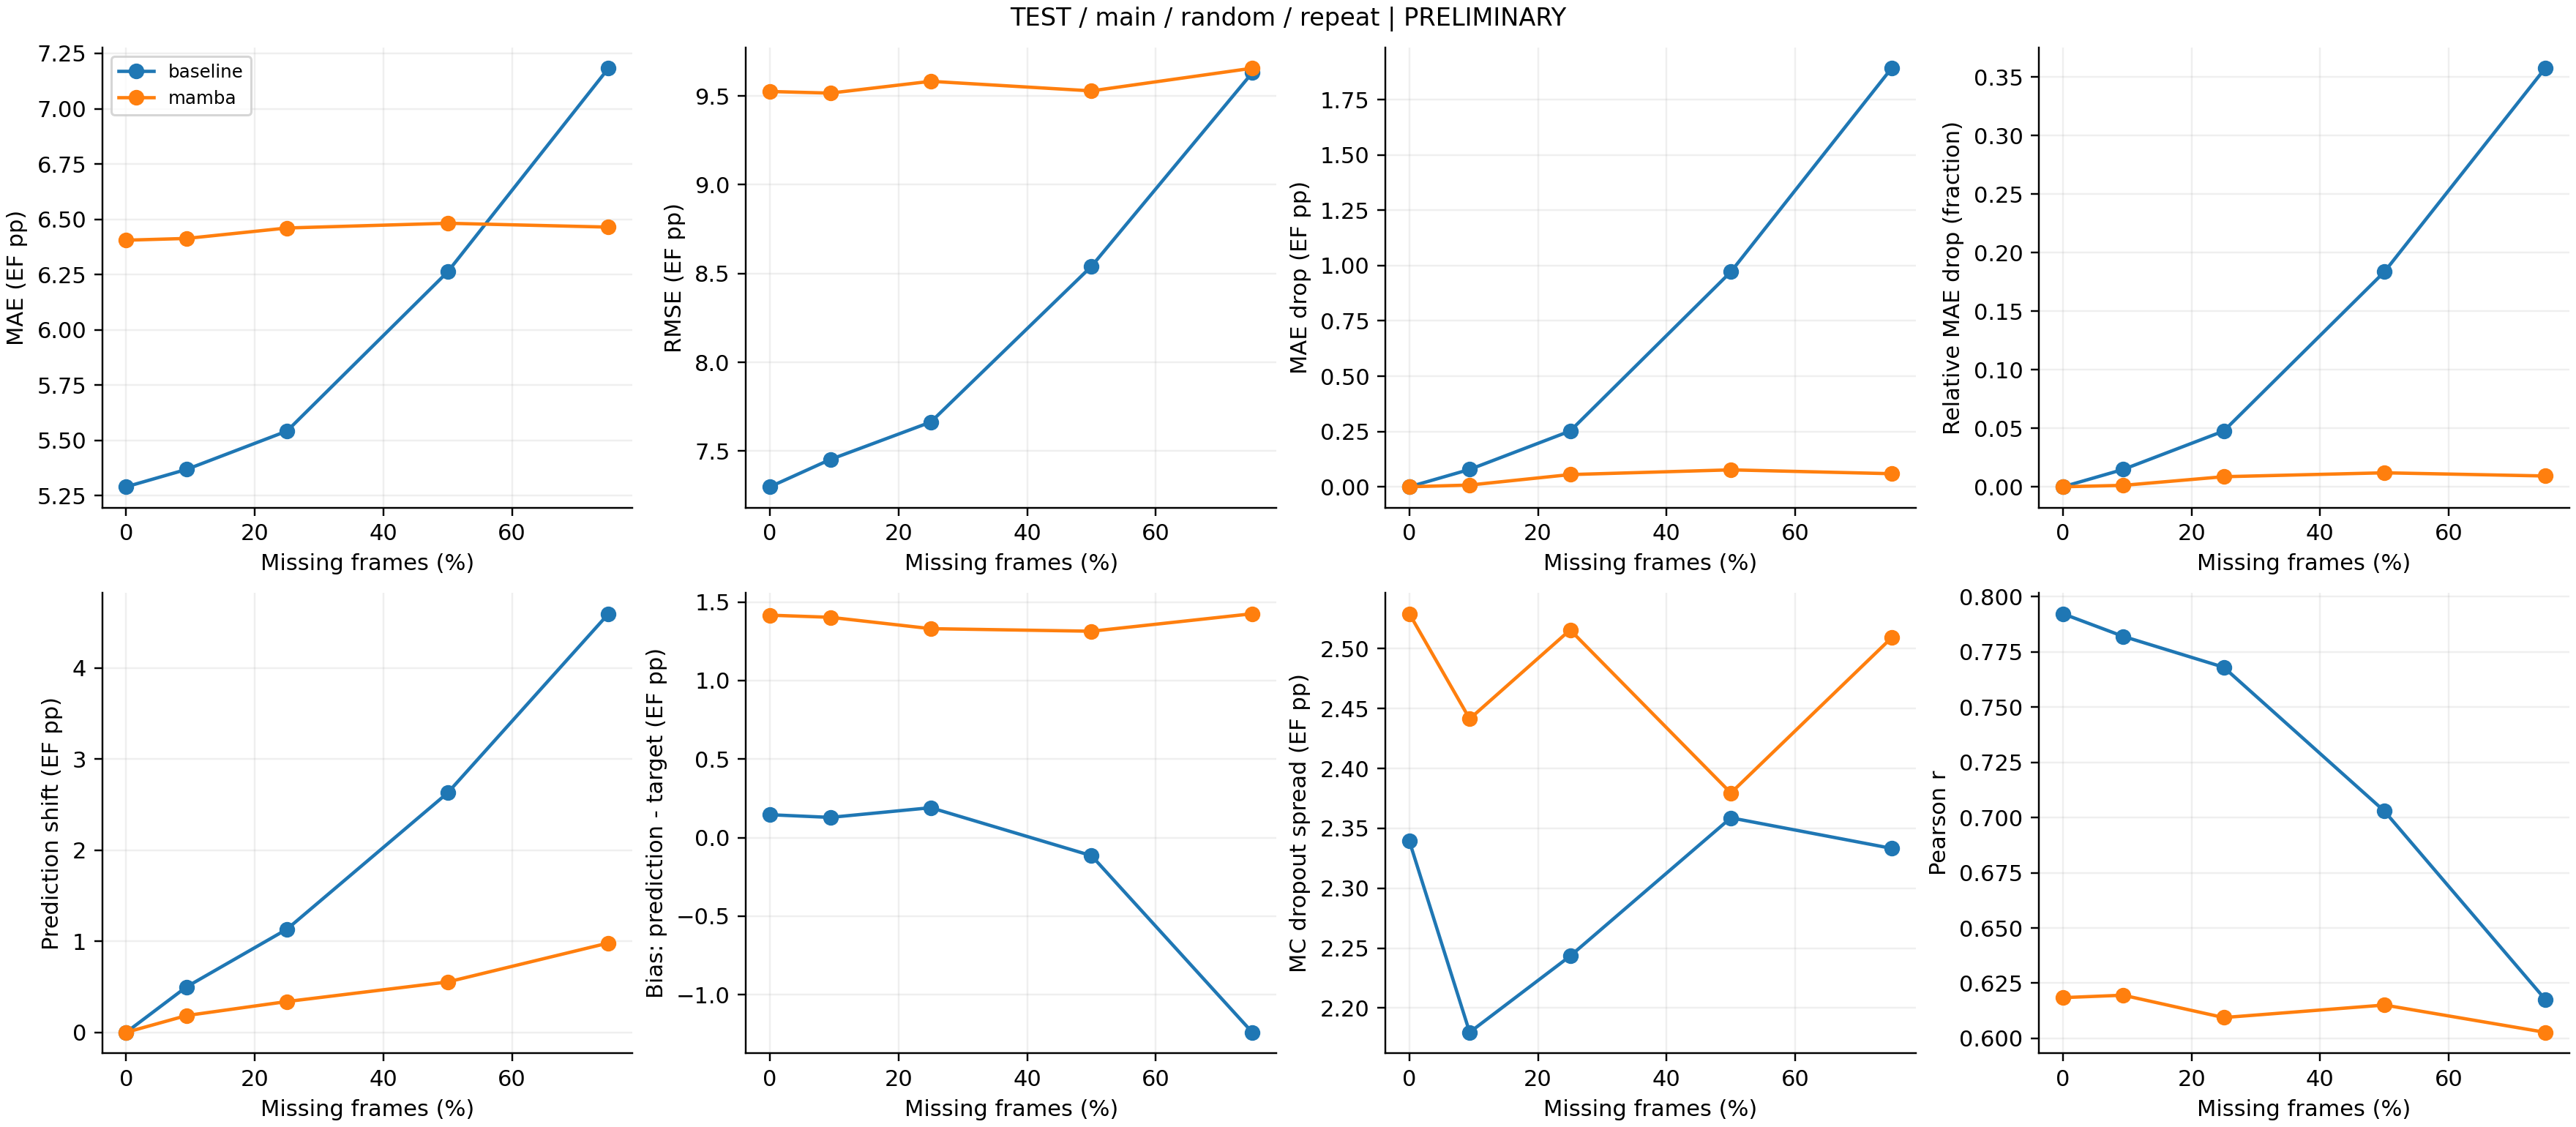 TEST / main / random / repeat | PRELIMINARY
7.25
7.00
6.75
6.50
6.25
6.00
5.75
5.50
5.25
MAE (EF pp)
baseline
mamba
0 20 40 60
Missing frames (%)
9.5
9.0
8.5
8.0
7.5
RMSE (EF pp)
0 20 40 60
Missing frames (%)
1.75
1.50
1.25
1.00
0.75
0.50
0.25
0.00
MAE drop (EF pp)
0 20 40 60
Missing frames (%)
0.35
0.30
0.25
0.20
0.15
0.10
0.05
0.00
Relative MAE drop (fraction)
0 20 40 60
Missing frames (%)
4
3
2
1
0
Prediction shift (EF pp)
0 20 40 60
Missing frames (%)
1.5
1.0
0.5
0.0
−0.5
−1.0
Bias: prediction - target (EF pp)
0 20 40 60
Missing frames (%)
2.50
2.45
2.40
2.35
2.30
2.25
2.20
MC dropout spread (EF pp)
0 20 40 60
Missing frames (%)
0.800
0.775
0.750
0.725
0.700
0.675
0.650
0.625
0.600
Pearson r
0 20 40 60
Missing frames (%)